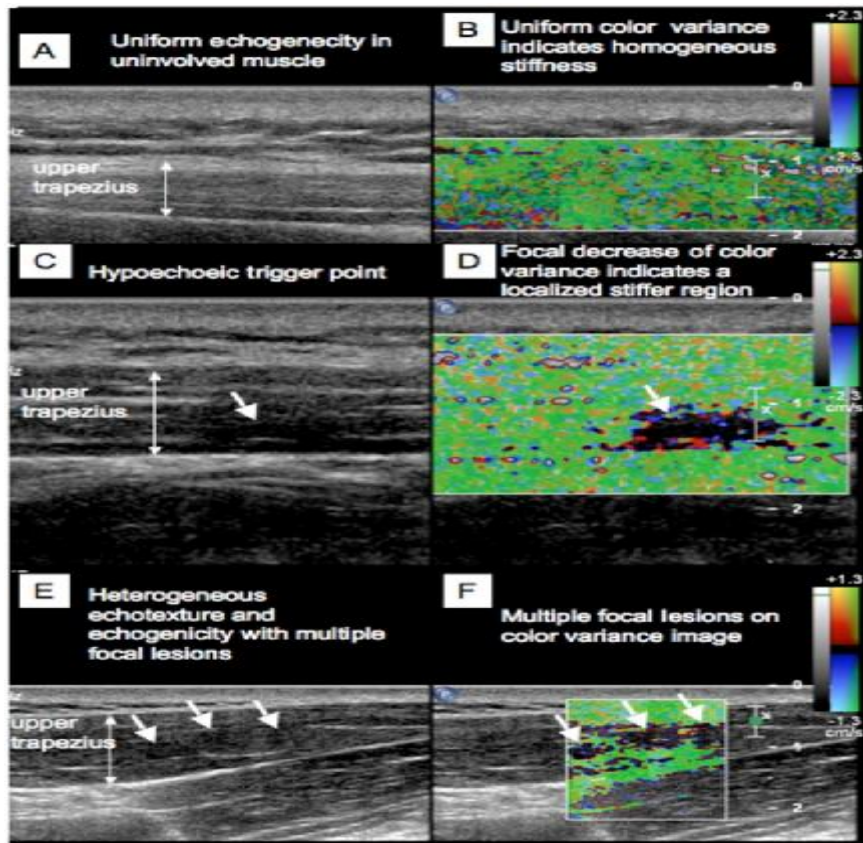 A
Uniform echogenecity in
uninvolved muscle
B
Uniform color variance
indicates homogeneous
stiffness
+2.3
-2.3
cm/s
0
1
x
2
upper
trapezius
C
Hypoechoeic trigger point
D
Focal decrease of color
variance indicates a
localized stiffer region
+2.3
-2.3
cm/s
0
1
x
2
upper
trapezius
E
Heterogeneous
echotexture and
echogenicity with multiple
focal lesions
F
Multiple focal lesions on
color variance image
+1.3
-1.3
cm/s
0
x
1
2
upper
trapezius